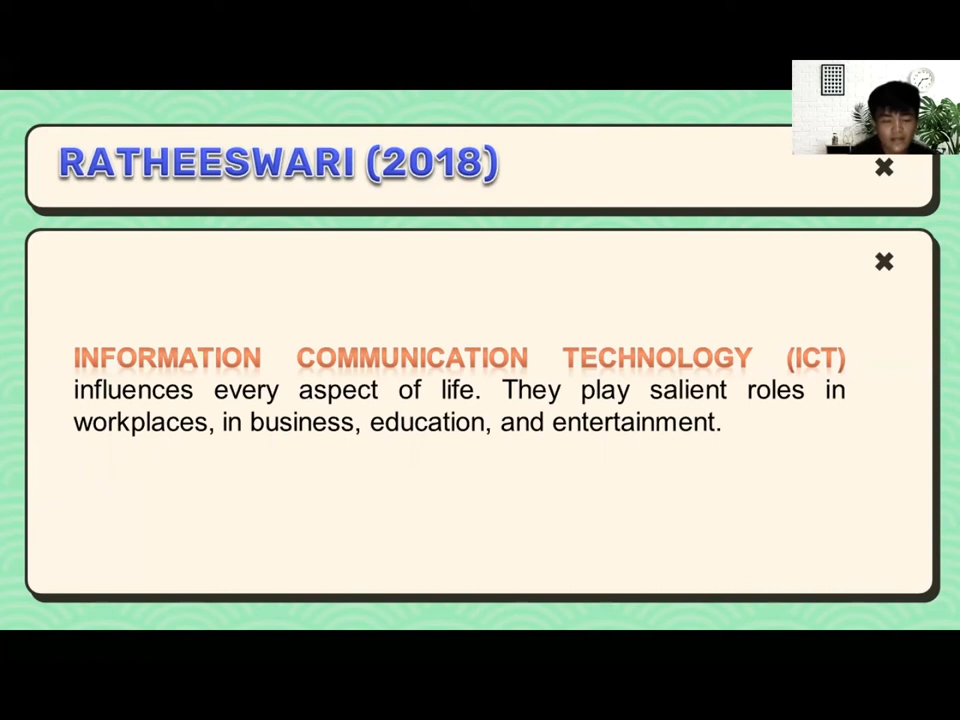 RATHEESWARI (2018)
INFORMATION COMMUNICATION TECHNOLOGY (ICT)
influences every aspect of life. They play salient roles in
workplaces, in business, education, and entertainment.